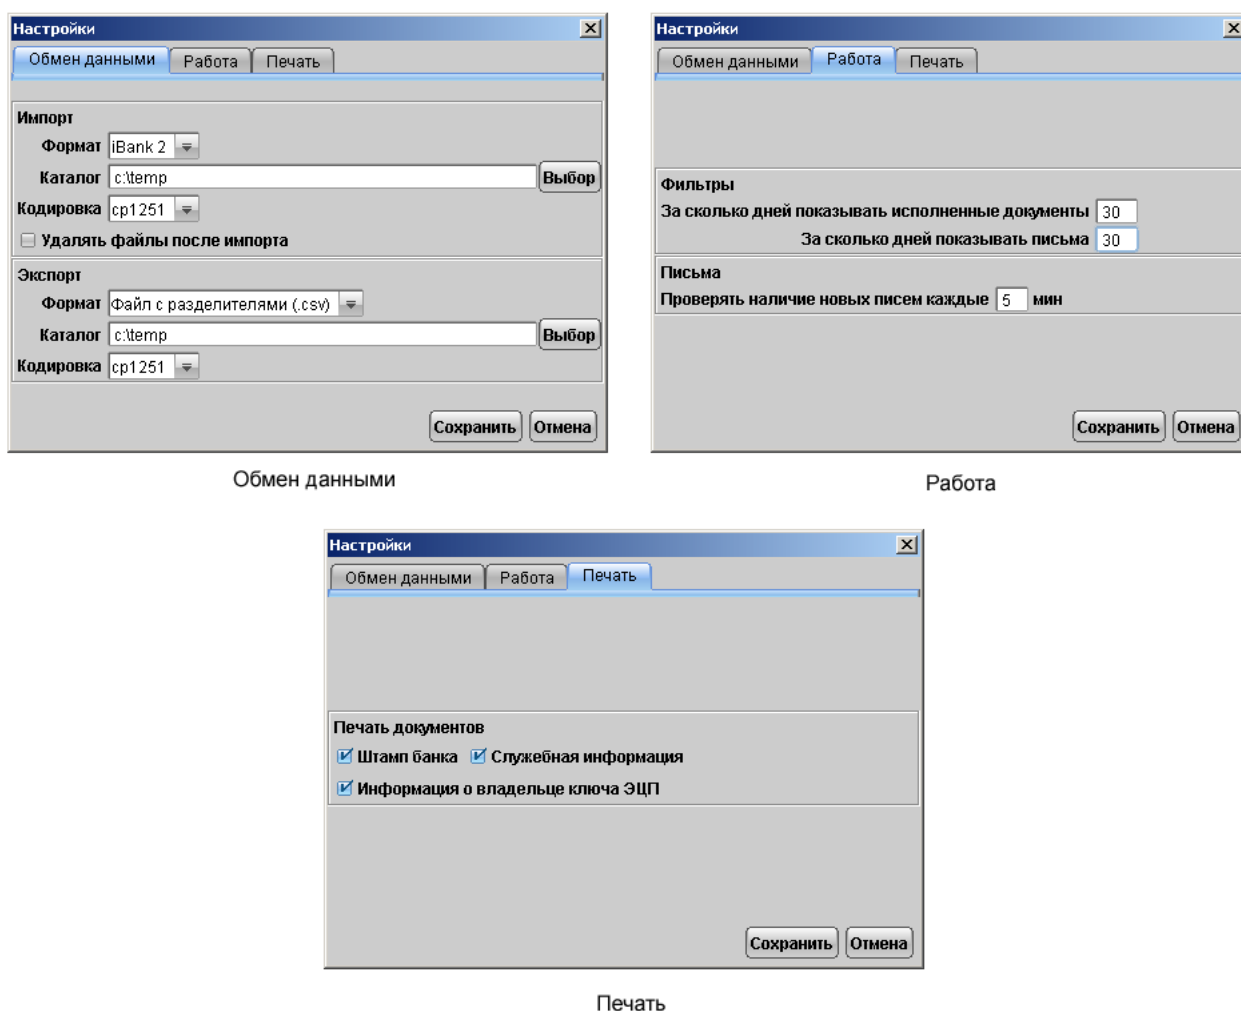 Настройки
Обмен данными Работа Печать
Импорт
Формат iBank 2
Каталог c:\temp Выбор
Кодировка cp1251
Удалять файлы после импорта
Экспорт
Формат Файл с разделителями (.csv)
Каталог c:\temp Выбор
Кодировка cp1251
Сохранить Отмена
Обмен данными
Настройки
Обмен данными Работа Печать
Фильтры
За сколько дней показывать исполненные документы 30
За сколько дней показывать письма 30
Письма
Проверять наличие новых писем каждые 5 мин
Сохранить Отмена
Работа
Настройки
Обмен данными Работа Печать
Печать документов
Штамп банка Служебная информация
Информация о владельце ключа ЭЦП
Сохранить Отмена
Печать